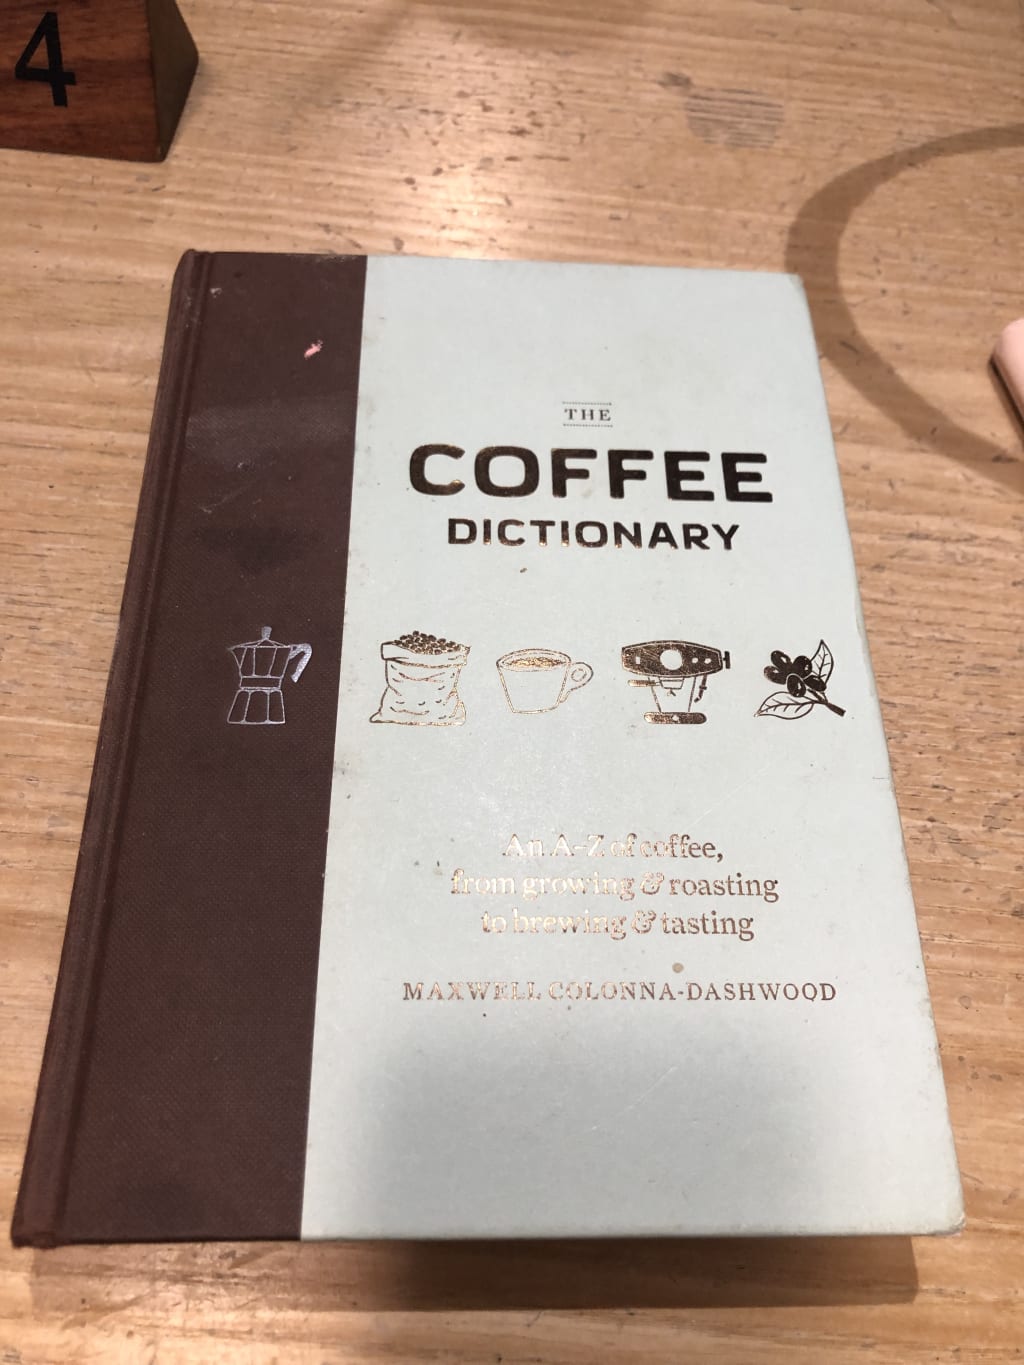 4
THE
COFFEE
DICTIONARY
An A-Z of coffee,
from growing & roasting
to brewing & tasting
MAXWELL COLONNA-DASHWOOD